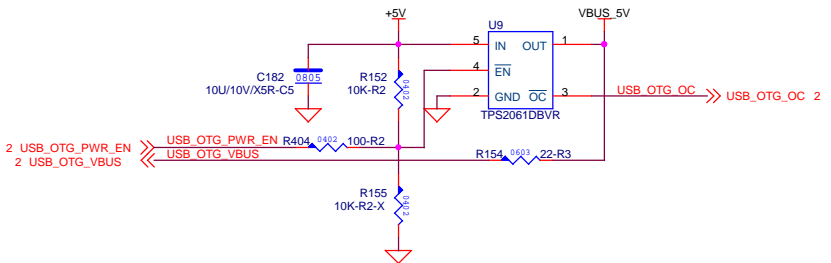 +5V
U9
VBUS_5V
5 IN OUT 1
4 EN
2 GND OC 3
TPS2061DBVR
C182 0805
10U/10V/X5R-C5
R152 0402
10K-R2
USB_OTG_OC
USB_OTG_OC 2
2 USB_OTG_PWR_EN
USB_OTG_PWR_EN
R404 0402 100-R2
2 USB_OTG_VBUS
USB_OTG_VBUS
R154 0603 22-R3
R155 0402
10K-R2-X